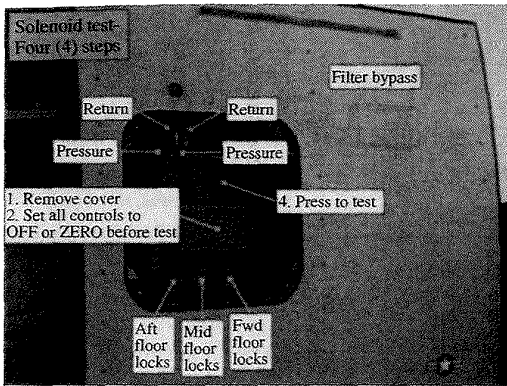 Solenoid test-
Four (4) steps
Filter bypass
Return
Return
Pressure
Pressure
1. Remove cover
2. Set all controls to
OFF or ZERO before test
4. Press to test
Aft
floor
locks
Mid
floor
locks
Fwd
floor
locks